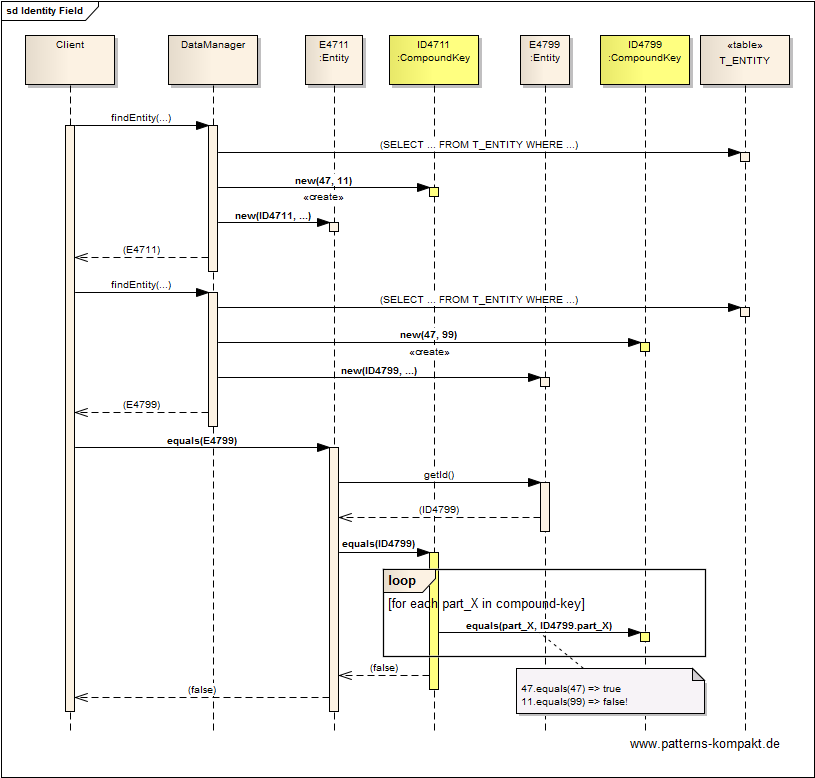 sd Identity Field
Client
DataManager
E4711
:Entity
ID4711
:CompoundKey
E4799
:Entity
ID4799
:CompoundKey
«table»
T_ENTITY
findEntity(...)
(SELECT ... FROM T_ENTITY WHERE ...)
new(47, 11)
«create»
new(ID4711, ...)
(E4711)
findEntity(...)
(SELECT ... FROM T_ENTITY WHERE ...)
new(47, 99)
«create»
new(ID4799, ...)
(E4799)
equals(E4799)
getId()
(ID4799)
equals(ID4799)
loop
[for each part_X in compound-key]
equals(part_X, ID4799.part_X)
(false)
47.equals(47) => true
11.equals(99) => false!
(false)
www.patterns-kompakt.de